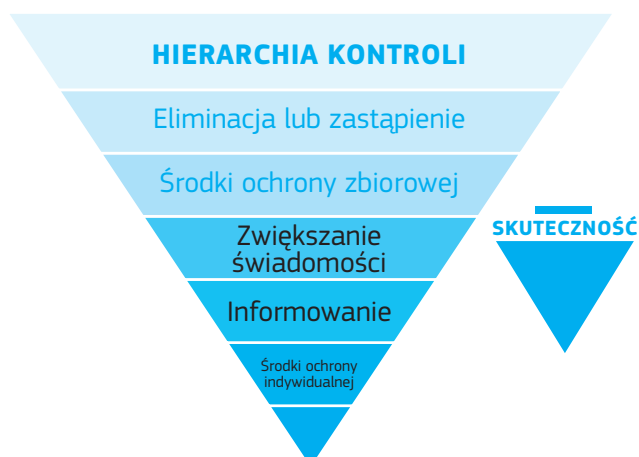 HIERARCHIA KONTROLI
Eliminacja lub zastąpienie
Środki ochrony zbiorowej
Zwiększanie
świadomości
Informowanie
Środki ochrony
indywidualnej
SKUTECZNOŚĆ